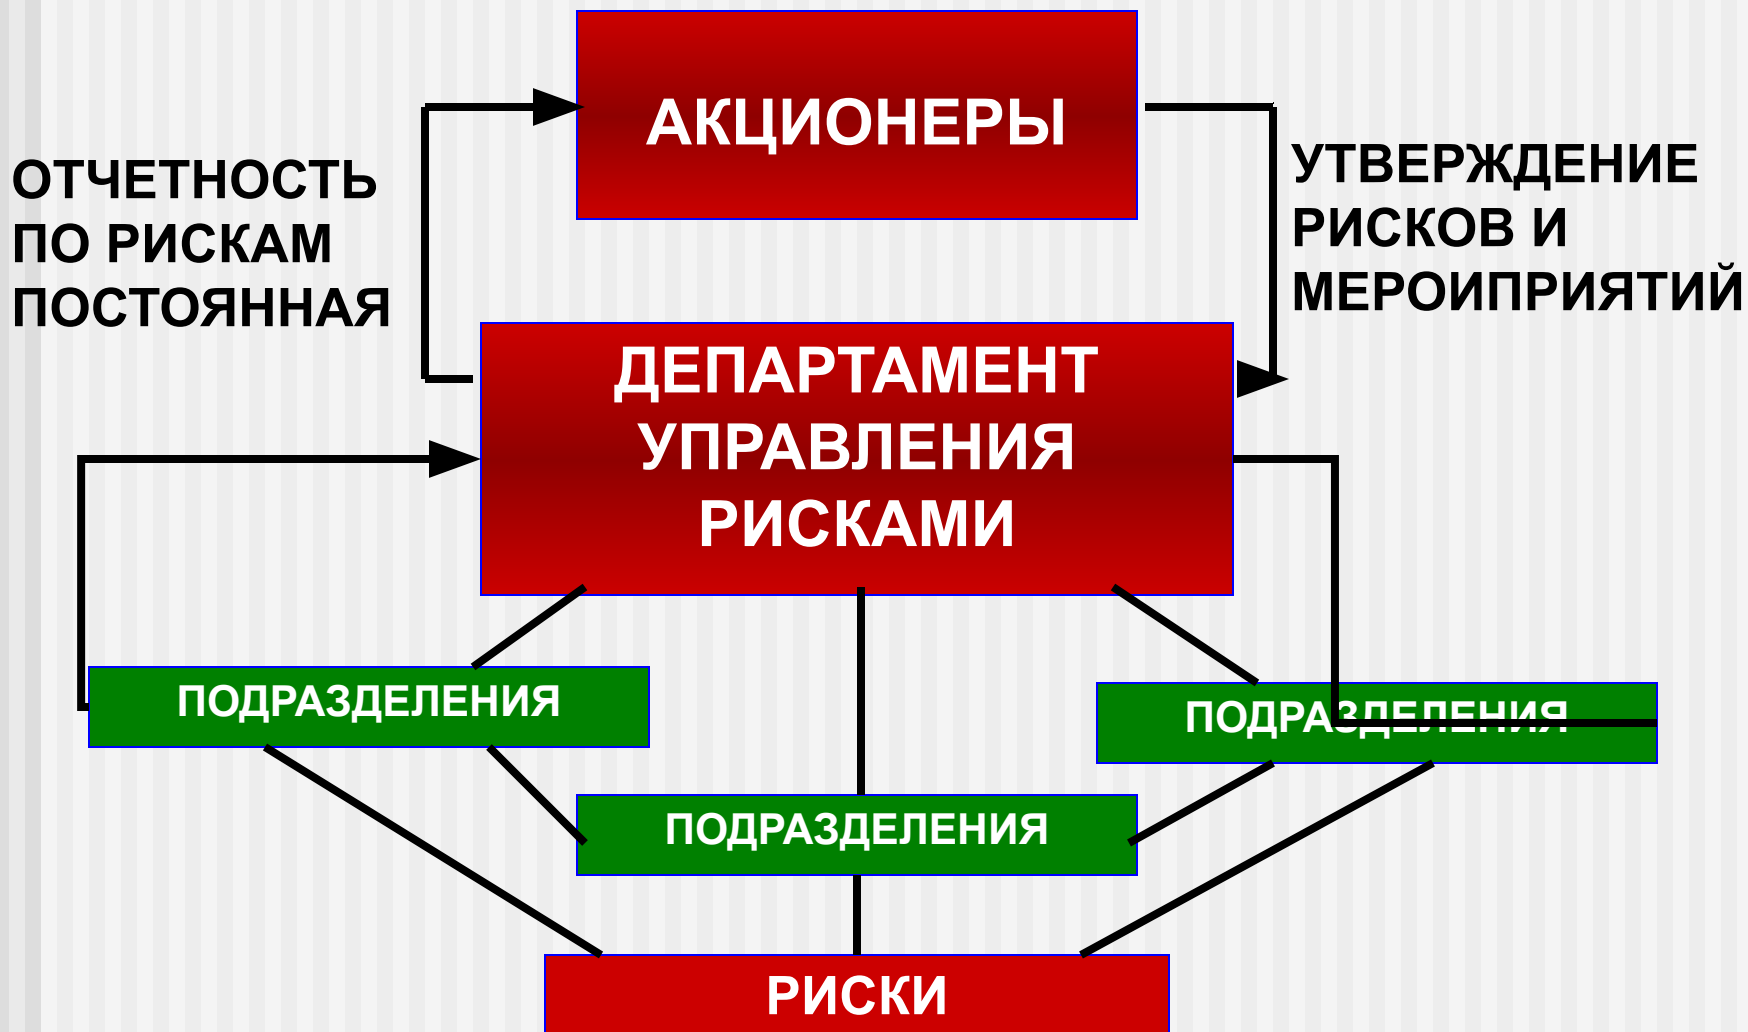 АКЦИОНЕРЫ
ОТЧЕТНОСТЬ
ПО РИСКАМ
ПОСТОЯННАЯ
УТВЕРЖДЕНИЕ
РИСКОВ И
МЕРОИПРИЯТИЙ
ДЕПАРТАМЕНТ
УПРАВЛЕНИЯ
РИСКАМИ
ПОДРАЗДЕЛЕНИЯ
ПОДРАЗДЕЛЕНИЯ
ПОДРАЗДЕЛЕНИЯ
РИСКИ